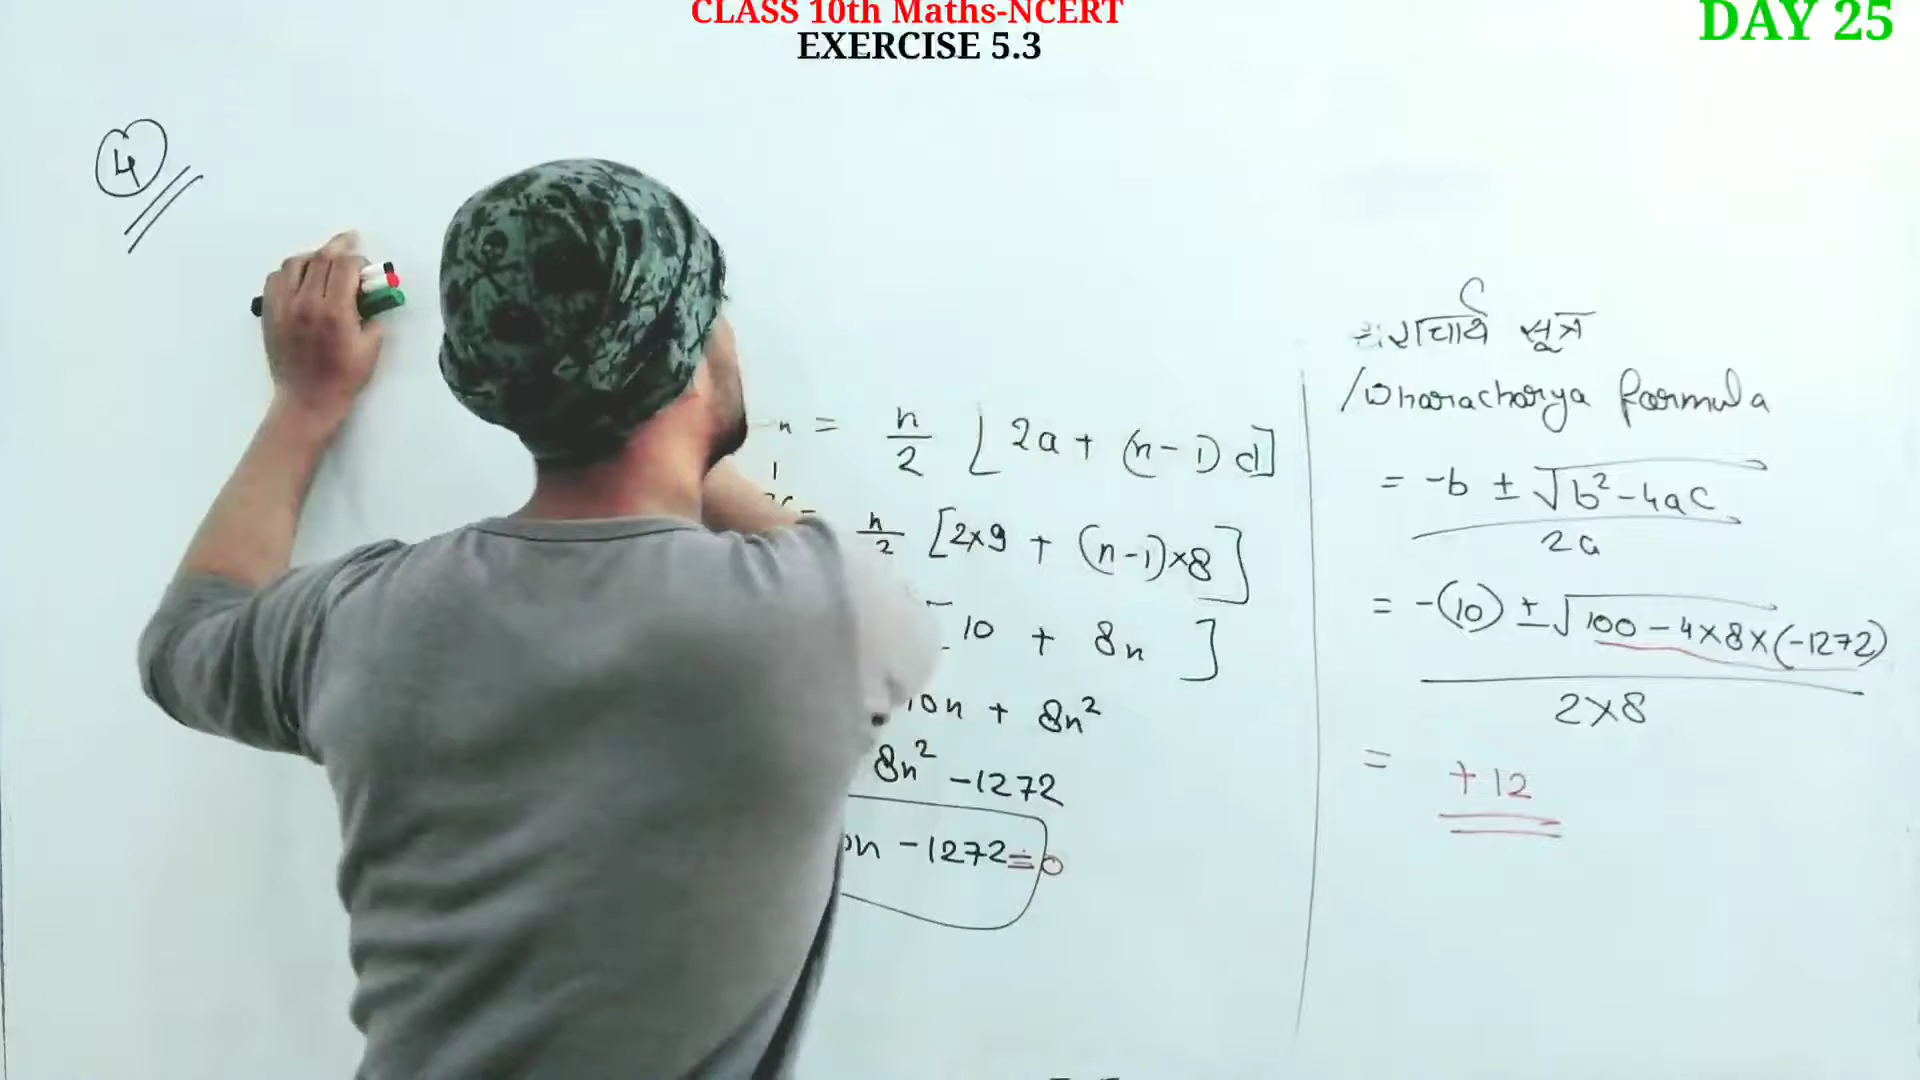 CLASS 10th Maths-NCERT
EXERCISE 5.3
DAY 25
4
n = n/2 [2a + (n-1) d]
= n/2 [2×9 + (n-1)×8]
10 + 8n ]
10n + 8n²
8n² -1272
n -1272=0
सूत्र
formula
= -b ± √b² -4ac
2a
= -(10) ± √100 - 4×8×(-1272)
2×8
= +12